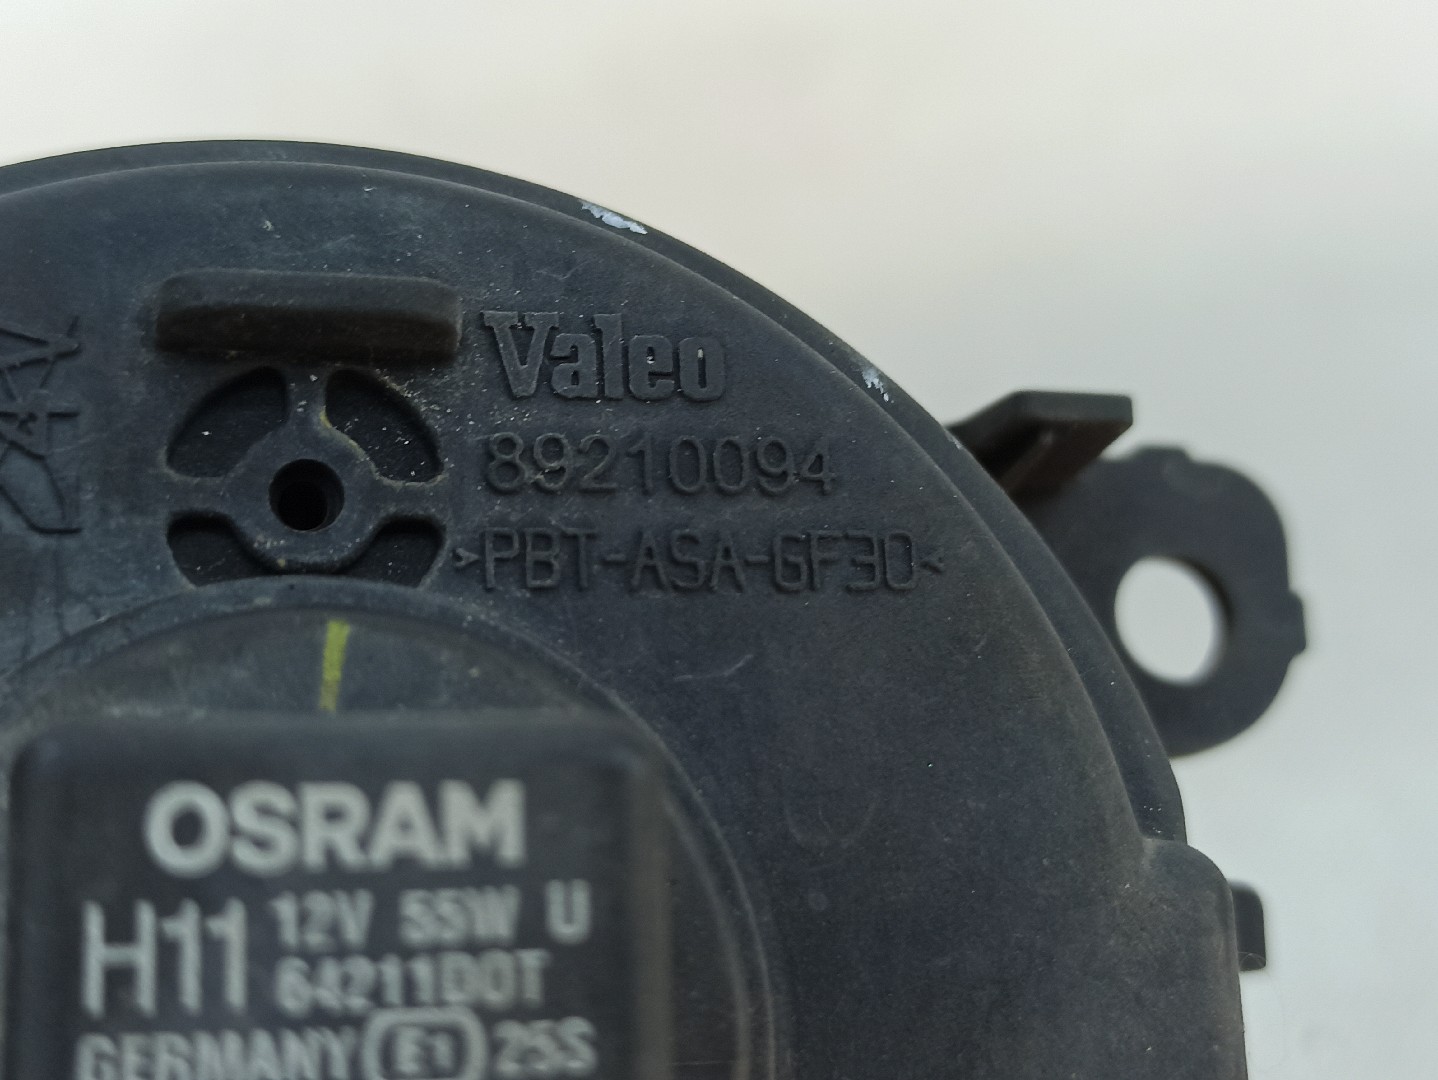 Valeo
89210094
>PBT-ASA-GF30<
OSRAM
H11 12V 55W U
64211DOT
GERMANY E1 25S